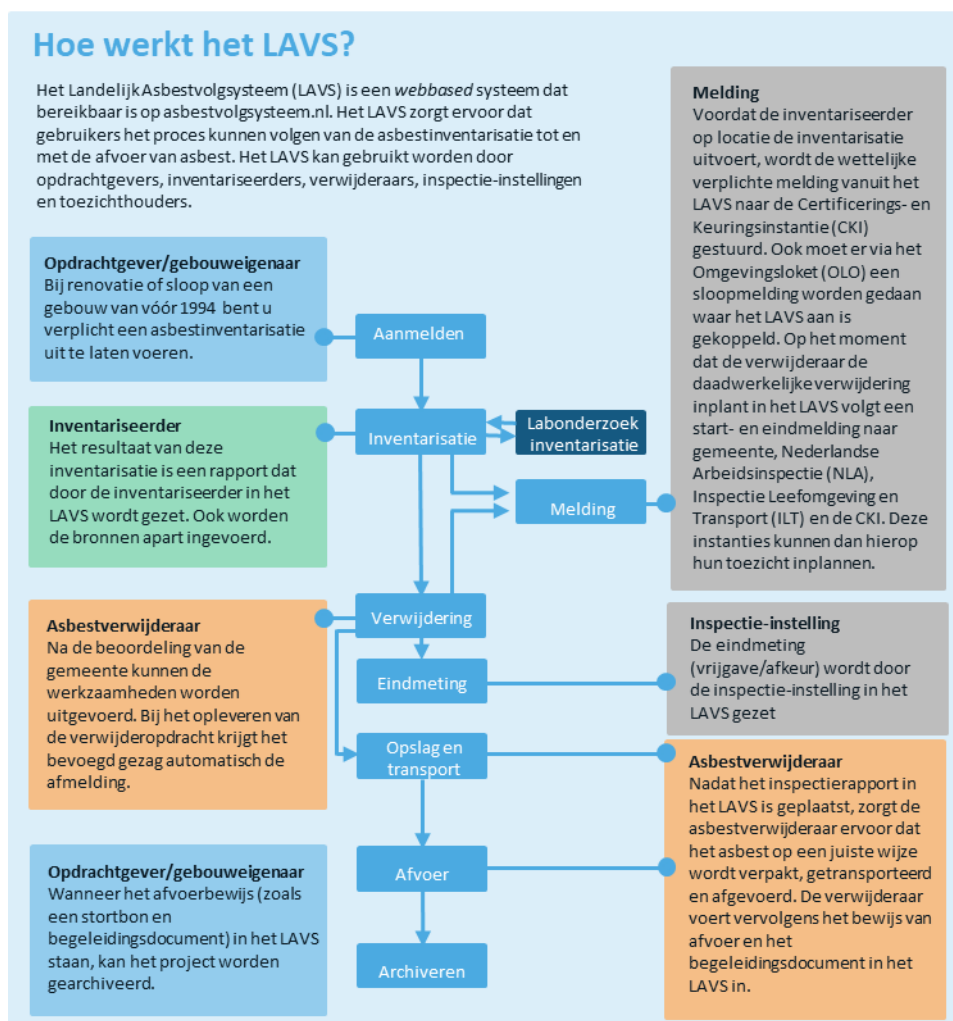 Hoe werkt het LAVS?
Het Landelijk Asbestvolgsysteem (LAVS) is een webbased systeem dat
bereikbaar is op asbestvolgsysteem.nl. Het LAVS zorgt ervoor dat
gebruikers het proces kunnen volgen van de asbestinventarisatie tot en
met de afvoer van asbest. Het LAVS kan gebruikt worden door
opdrachtgevers, inventariseerders, verwijderaars, inspectie-instellingen
en toezichthouders.
Opdrachtgever/gebouweigenaar
Bij renovatie of sloop van een
gebouw van vóór 1994 bent u
verplicht een asbestinventarisatie
uit te laten voeren.
Inventariseerder
Het resultaat van deze
inventarisatie is een rapport dat
door de inventariseerder in het
LAVS wordt gezet. Ook worden
de bronnen apart ingevoerd.
Asbestverwijderaar
Na de beoordeling van de
gemeente kunnen de
werkzaamheden worden
uitgevoerd. Bij het opleveren van
de verwijderopdracht krijgt het
bevoegd gezag automatisch de
afmelding.
Opdrachtgever/gebouweigenaar
Wanneer het afvoerbewijs (zoals
een stortbon en
begeleidingsdocument) in het LAVS
staan, kan het project worden
gearchiveerd.
Aanmelden
Inventarisatie
Labonderzoek
inventarisatie
Melding
Verwijdering
Eindmeting
Opslag en
transport
Afvoer
Archiveren
Melding
Voordat de inventariseerder
op locatie de inventarisatie
uitvoert, wordt de wettelijke
verplichte melding vanuit het
LAVS naar de Certificerings- en
Keuringsinstantie (CKI)
gestuurd. Ook moet er via het
Omgevingsloket (OLO) een
sloopmelding worden gedaan
waar het LAVS aan is
gekoppeld. Op het moment
dat de verwijderaar de
daadwerkelijke verwijdering
inplant in het LAVS volgt een
start- en eindmelding naar
gemeente, Nederlandse
Arbeidsinspectie (NLA),
Inspectie Leefomgeving en
Transport (ILT) en de CKI. Deze
instanties kunnen dan hierop
hun toezicht inplannen.
Inspectie-instelling
De eindmeting
(vrijgave/afkeur) wordt door
de inspectie-instelling in het
LAVS gezet
Asbestverwijderaar
Nadat het inspectierapport in
het LAVS is geplaatst, zorgt de
asbestverwijderaar ervoor dat
het asbest op een juiste wijze
wordt verpakt, getransporteerd
en afgevoerd. De verwijderaar
voert vervolgens het bewijs van
afvoer en het
begeleidingsdocument in het
LAVS in.